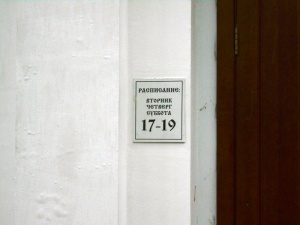 РАСПИСАНИЕ:
ВТОРНИК
ЧЕТВЕРГ
СУББОТА
17-19